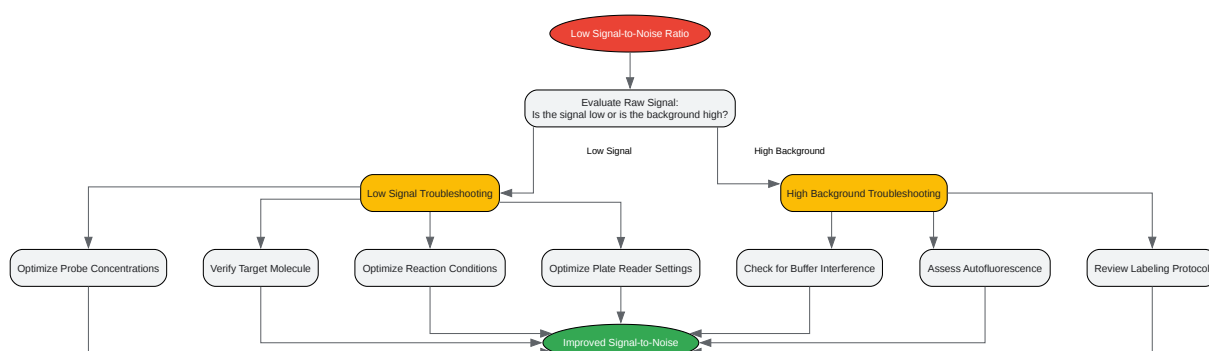 Low Signal-to-Noise Ratio
Evaluate Raw Signal:
Is the signal low or is the background high?
Low Signal
High Background
Low Signal Troubleshooting
High Background Troubleshooting
Optimize Probe Concentrations
Verify Target Molecule
Optimize Reaction Conditions
Optimize Plate Reader Settings
Check for Buffer Interference
Assess Autofluorescence
Review Labeling Protocol
Improved Signal-to-Noise